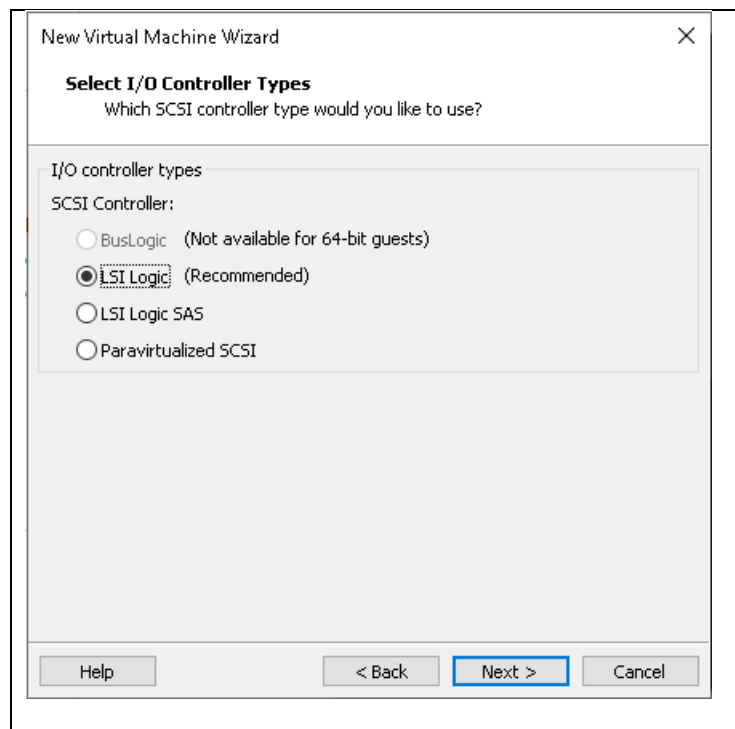 New Virtual Machine Wizard
Select I/O Controller Types
Which SCSI controller type would you like to use?
I/O controller types
SCSI Controller:
BusLogic (Not available for 64-bit guests)
LSI Logic (Recommended)
LSI Logic SAS
Paravirtualized SCSI
Help < Back Next > Cancel